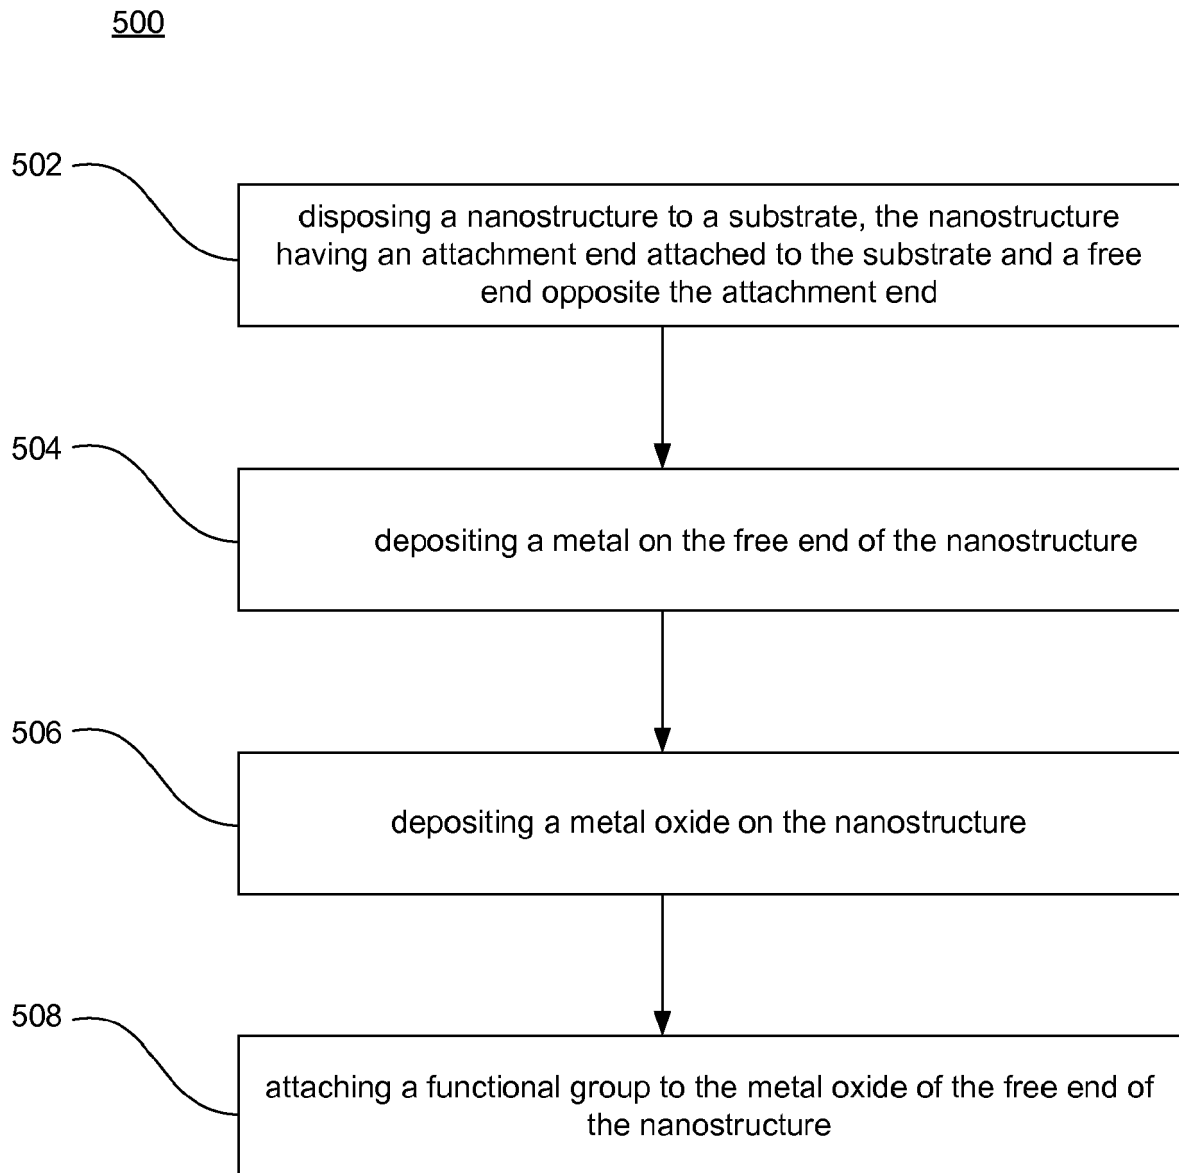 500
502
disposing a nanostructure to a substrate, the nanostructure
having an attachment end attached to the substrate and a free
end opposite the attachment end
504
depositing a metal on the free end of the nanostructure
506
depositing a metal oxide on the nanostructure
508
attaching a functional group to the metal oxide of the free end of
the nanostructure